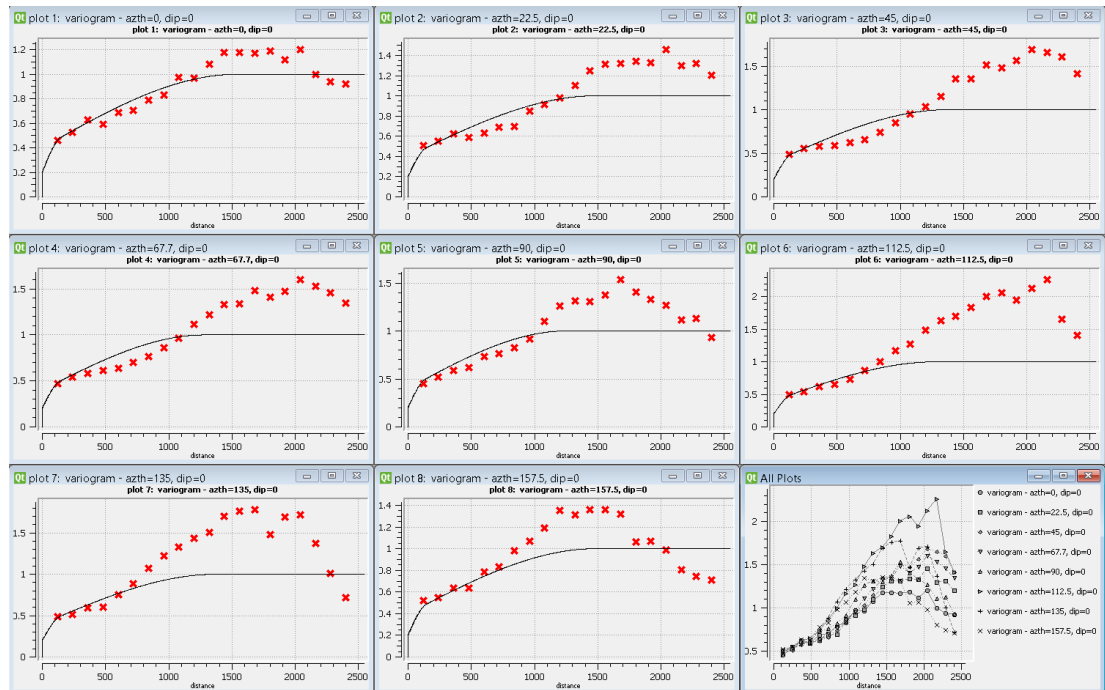 Qt plot 1: variogram - azth=0, dip=0
plot 1: variogram - azth=0, dip=0
1.2
1
0.8
0.6
0.4
0.2
0
0 500 1000 1500 2000 2500
distance
Qt plot 2: variogram - azth=22.5, dip=0
plot 2: variogram - azth=22.5, dip=0
1.4
1.2
1
0.8
0.6
0.4
0.2
0
0 500 1000 1500 2000 2500
distance
Qt plot 3: variogram - azth=45, dip=0
plot 3: variogram - azth=45, dip=0
1.5
1
0.5
0
0 500 1000 1500 2000 2500
distance
Qt plot 4: variogram - azth=67.7, dip=0
plot 4: variogram - azth=67.7, dip=0
1.5
1
0.5
0
0 500 1000 1500 2000 2500
distance
Qt plot 5: variogram - azth=90, dip=0
plot 5: variogram - azth=90, dip=0
1.5
1
0.5
0
0 500 1000 1500 2000 2500
distance
Qt plot 6: variogram - azth=112.5, dip=0
plot 6: variogram - azth=112.5, dip=0
2
1.5
1
0.5
0
0 500 1000 1500 2000 2500
distance
Qt plot 7: variogram - azth=135, dip=0
plot 7: variogram - azth=135, dip=0
1.5
1
0.5
0
0 500 1000 1500 2000 2500
distance
Qt plot 8: variogram - azth=157.5, dip=0
plot 8: variogram - azth=157.5, dip=0
1.4
1.2
1
0.8
0.6
0.4
0.2
0
0 500 1000 1500 2000 2500
distance
Qt All Plots
2
1.5
1
0.5
0 500 1000 1500 2000 2500
distance
variogram - azth=0, dip=0
variogram - azth=22.5, dip=0
variogram - azth=45, dip=0
variogram - azth=67.7, dip=0
variogram - azth=90, dip=0
variogram - azth=112.5, dip=0
variogram - azth=135, dip=0
variogram - azth=157.5, dip=0